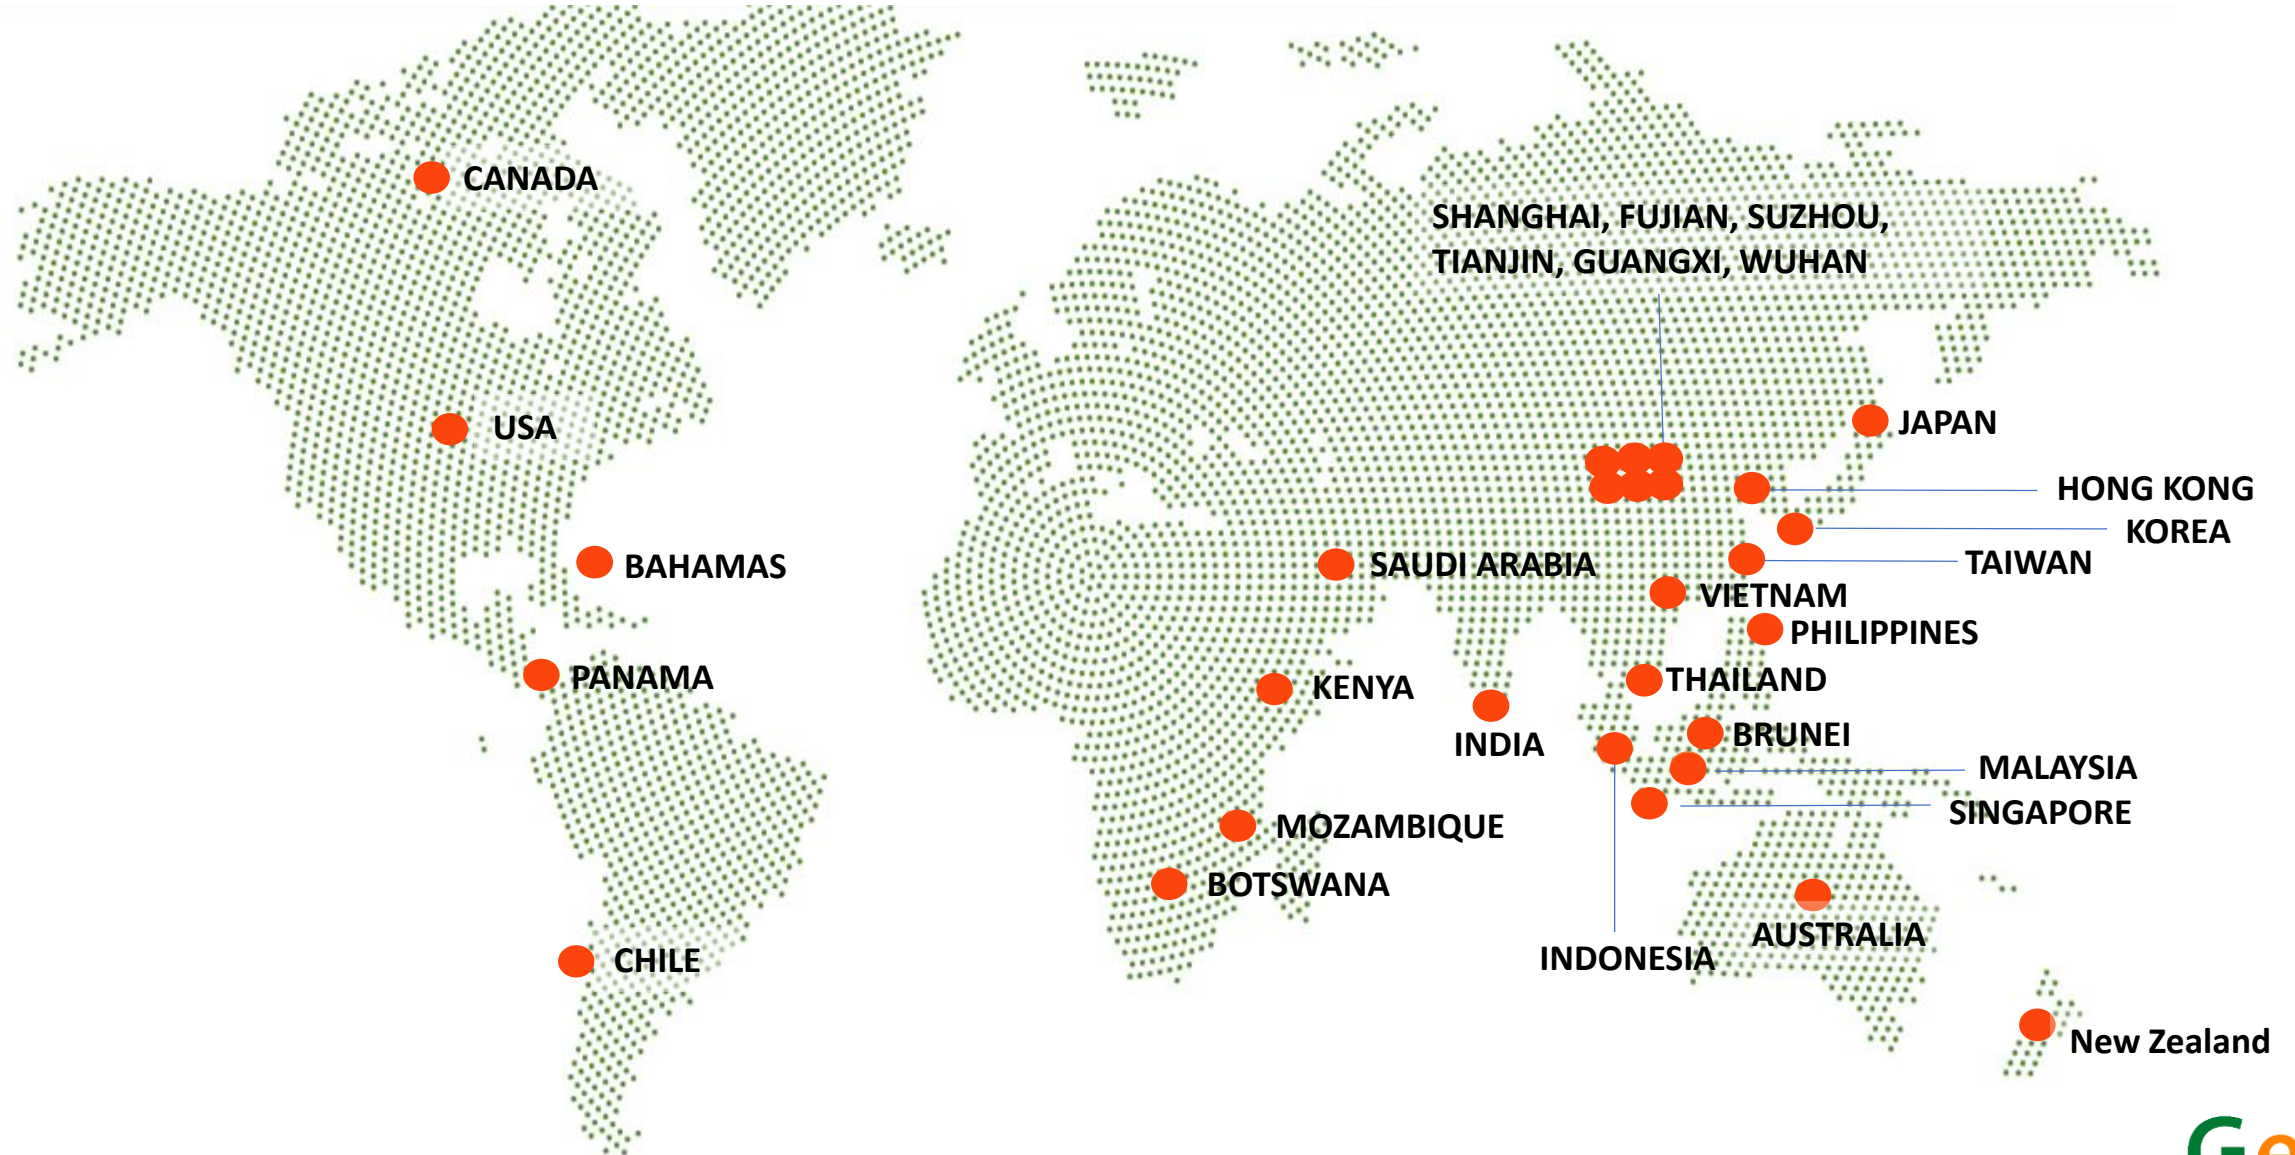 CANADA
SHANGHAI, FUJIAN, SUZHOU,
TIANJIN, GUANGXI, WUHAN
USA
JAPAN
HONG KONG
KOREA
BAHAMAS
SAUDI ARABIA
TAIWAN
VIETNAM
PHILIPPINES
PANAMA
KENYA
THAILAND
INDIA
BRUNEI
MALAYSIA
SINGAPORE
MOZAMBIQUE
BOTSWANA
AUSTRALIA
INDONESIA
CHILE
New Zealand